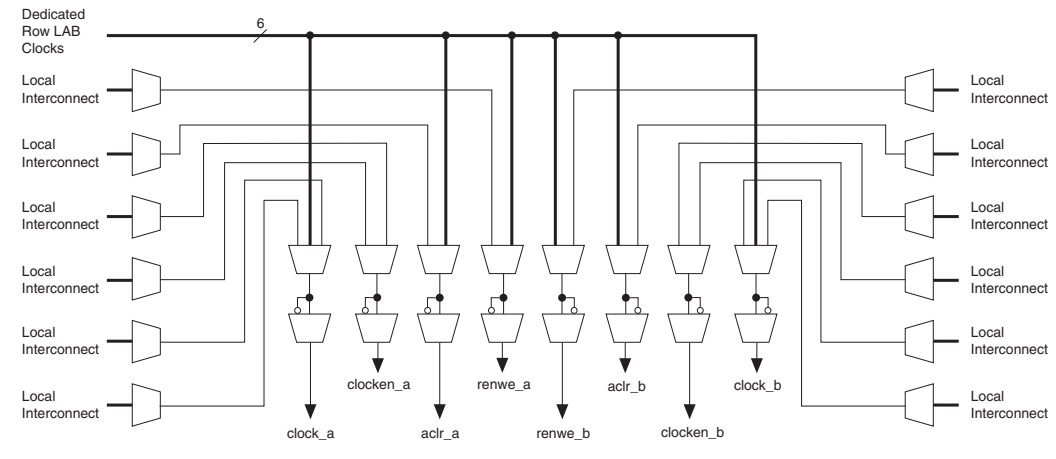 Dedicated
Row LAB
Clocks
6
Local
Interconnect
Local
Interconnect
Local
Interconnect
Local
Interconnect
Local
Interconnect
Local
Interconnect
Local
Interconnect
Local
Interconnect
Local
Interconnect
Local
Interconnect
Local
Interconnect
Local
Interconnect
clocken_a
renwe_a
aclr_b
clock_b
clock_a
aclr_a
renwe_b
clocken_b